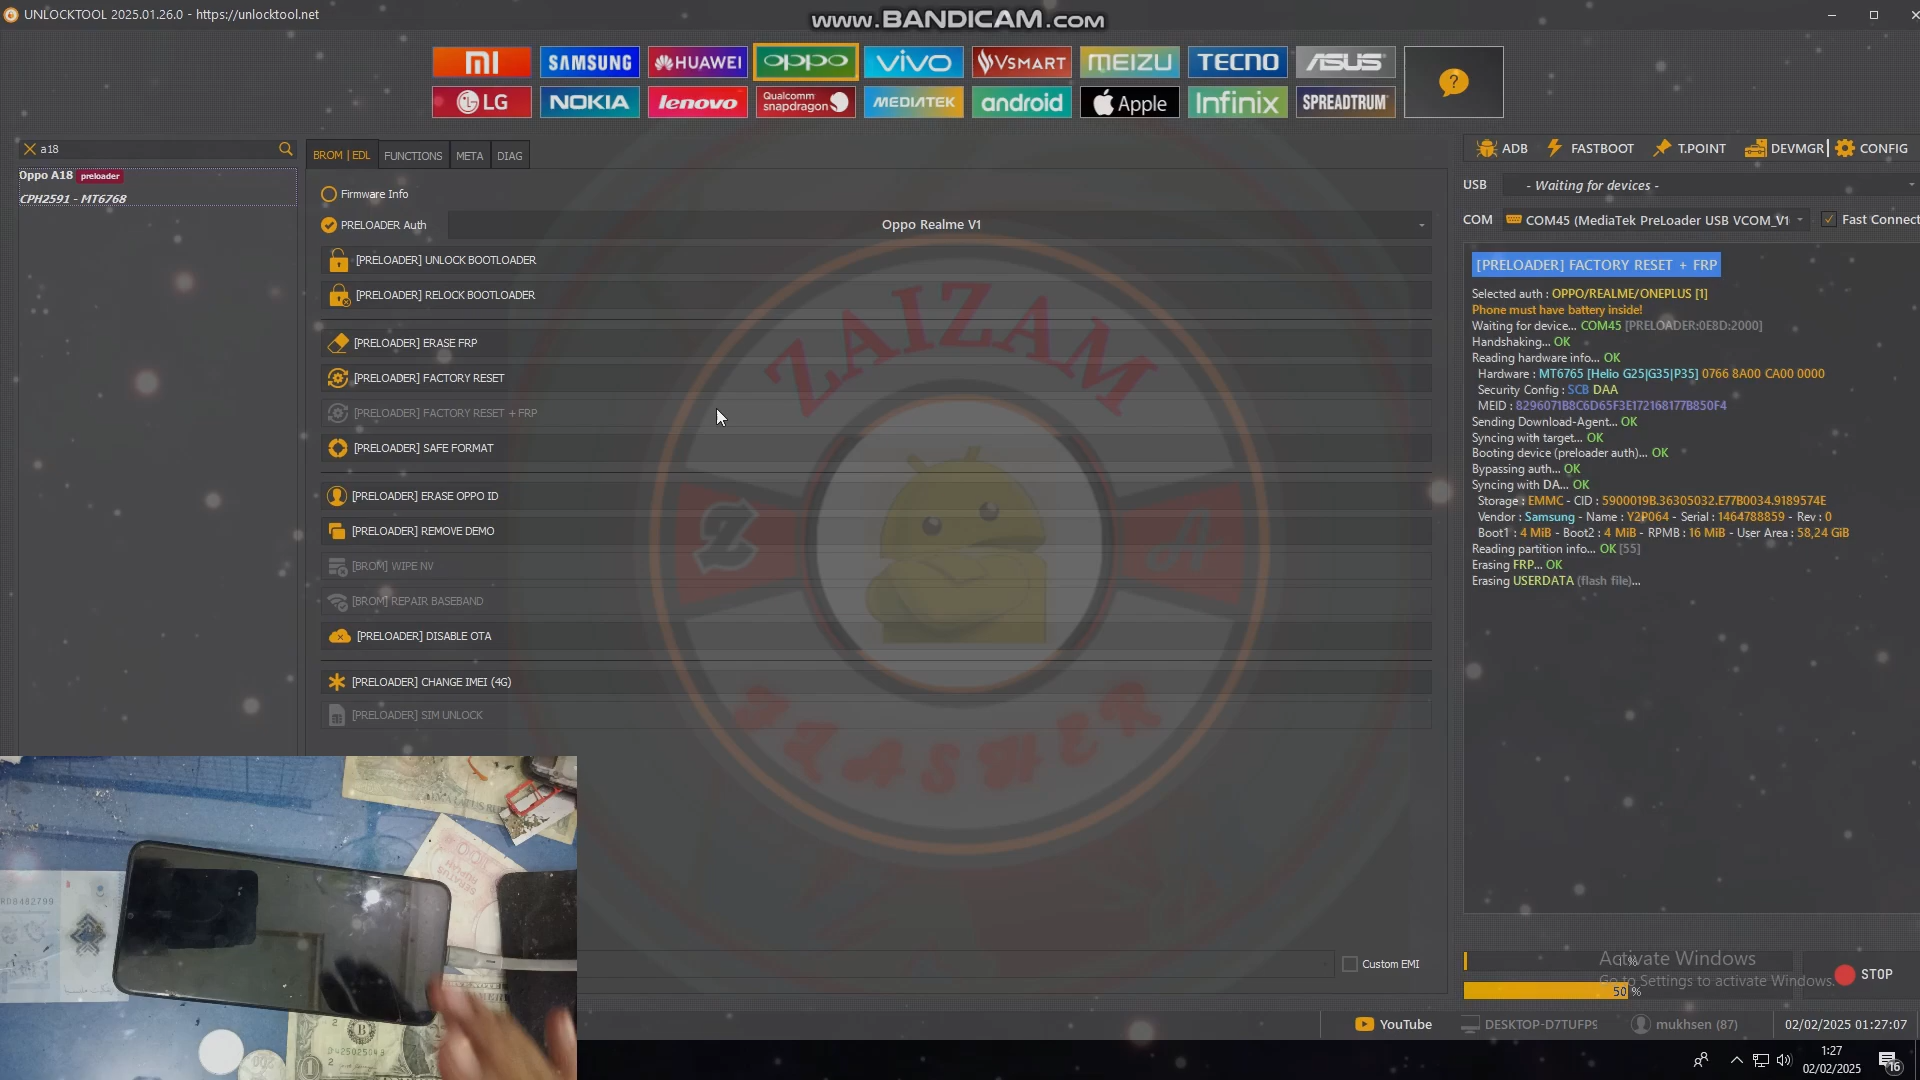 UNLOCKTOOL 2025.01.26.0 - https://unlocktool.net
www.BANDICAM.com
MI SAMSUNG HUAWEI oppo vivo VSMART MEIZU TECNO ASUS
LG NOKIA lenovo Qualcomm snapdragon MEDIATEK android Apple Infinix SPREADTRUM ?
a18
Oppo A18 preloader
CPH2591 - MT6768
BROM | EDL FUNCTIONS META DIAG
Firmware Info
PRELOADER Auth Oppo Realme V1
[PRELOADER] UNLOCK BOOTLOADER
[PRELOADER] RELOCK BOOTLOADER
[PRELOADER] ERASE FRP
[PRELOADER] FACTORY RESET
[PRELOADER] FACTORY RESET + FRP
[PRELOADER] SAFE FORMAT
[PRELOADER] ERASE OPPO ID
[PRELOADER] REMOVE DEMO
[BROM] WIPE NV
[BROM] REPAIR BASEBAND
[PRELOADER] DISABLE OTA
[PRELOADER] CHANGE IMEI (4G)
[PRELOADER] SIM UNLOCK
ZAIZAM
Z A
FLASHER
Custom EMI
ADB FASTBOOT T.POINT DEVMGR CONFIG
USB - Waiting for devices -
COM COM45 (MediaTek PreLoader USB VCOM_V1 Fast Connect
[PRELOADER] FACTORY RESET + FRP
Selected auth : OPPO/REALME/ONEPLUS [1]
Phone must have battery inside!
Waiting for device... COM45 [PRELOADER:0E8D:2000]
Handshaking... OK
Reading hardware info... OK
Hardware : MT6765 [Helio G25|G35|P35] 0766 8A00 CA00 0000
Security Config : SCB DAA
MEID : 8296071B8C6D65F3E172168177B850F4
Sending Download-Agent... OK
Syncing with target... OK
Booting device (preloader auth)... OK
Bypassing auth... OK
Syncing with DA... OK
Storage : EMMC - CID : 5900019B.36305032.E77B0034.9189574E
Vendor : Samsung - Name : Y2P064 - Serial : 1464788859 - Rev : 0
Boot1 : 4 MiB - Boot2 : 4 MiB - RPMB : 16 MiB - User Area : 58,24 GiB
Reading partition info... OK [55]
Erasing FRP... OK
Erasing USERDATA (flash file)...
1 %
Activate Windows
Go to Settings to activate Windows.
50 %
STOP
YouTube DESKTOP-D7TUFP9 mukhsen (87) 02/02/2025 01:27:07
1:27
02/02/2025
16